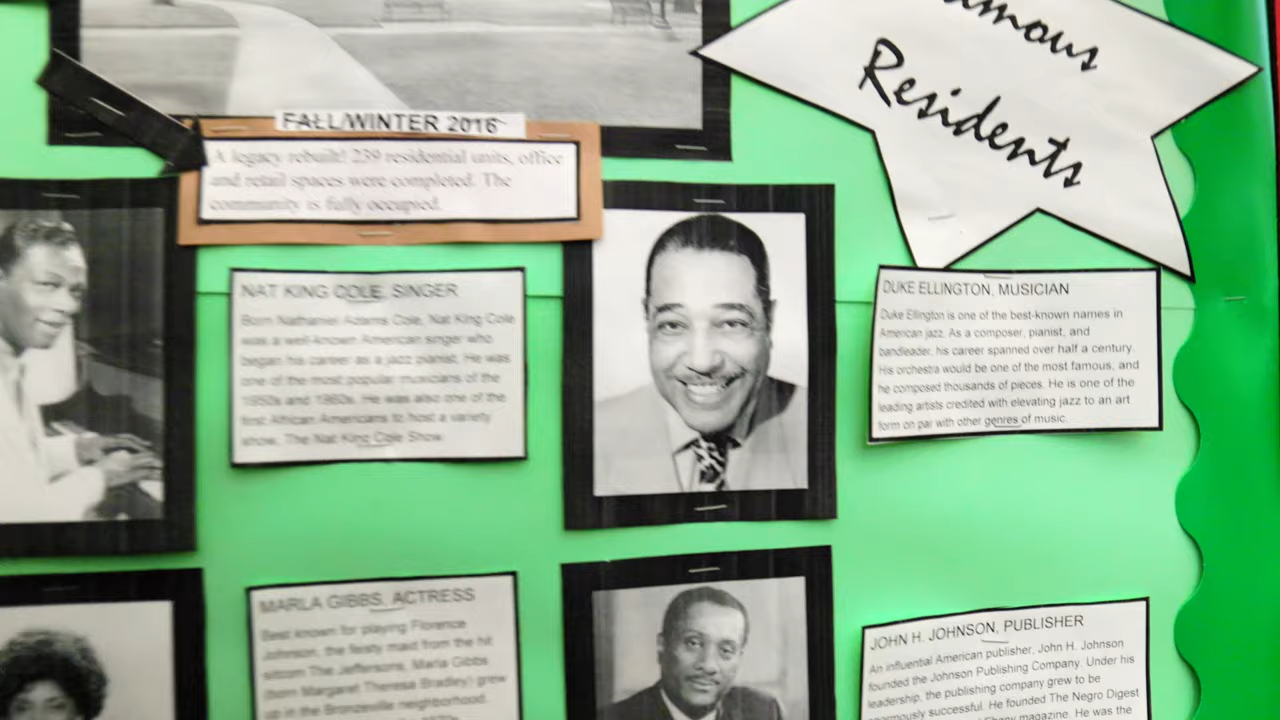 Residents
FALL/WINTER 2016
A legacy rebuilt! 239 residential units, office
and retail spaces were completed. The
community is fully occupied.
NAT KING COLE, SINGER
Born Nathaniel Adams Cole, Nat King Cole
was a well-known American singer who
began his career as a jazz pianist. He was
one of the most popular musicians of the
1950s and 1960s. He was also one of the
first African Americans to host a variety
show, The Nat King Cole Show.
DUKE ELLINGTON, MUSICIAN
Duke Ellington is one of the best-known names in
American jazz. As a composer, pianist, and
bandleader, his career spanned over half a century.
His orchestra would be one of the most famous, and
he composed thousands of pieces. He is one of the
leading artists credited with elevating jazz to an art
form on par with other genres of music.
MARLA GIBBS, ACTRESS
Best known for playing Florence
Johnson, the feisty maid from the hit
sitcom The Jeffersons, Marla Gibbs
(born Margaret Theresa Bradley) grew
neighborhood.
JOHN H. JOHNSON, PUBLISHER
An influential American publisher, John H. Johnson
founded the Johnson Publishing Company. Under his
leadership, the publishing company grew to be
enormously successful. He founded The Negro Digest
magazine. He was the